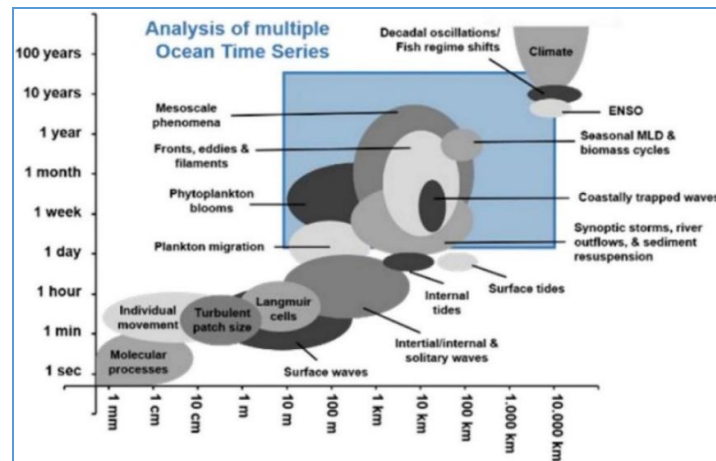 Analysis of multiple
Ocean Time Series
Decadal oscillations/
Fish regime shifts
Climate
100 years
10 years
1 year
1 month
1 week
1 day
1 hour
1 min
1 sec
Mesoscale
phenomena
ENSO
Fronts, eddies &
filaments
Seasonal MLD &
biomass cycles
Phytoplankton
blooms
Coastally trapped waves
Plankton migration
Synoptic storms, river
outflows, & sediment
resuspension
Individual
movement
Turbulent
patch size
Langmuir
cells
Internal
tides
Surface tides
Molecular
processes
Surface waves
Intertial/internal &
solitary waves
1 mm
1 cm
10 cm
1 m
10 m
100 m
1 km
10 km
100 km
1.000 km
10.000 km